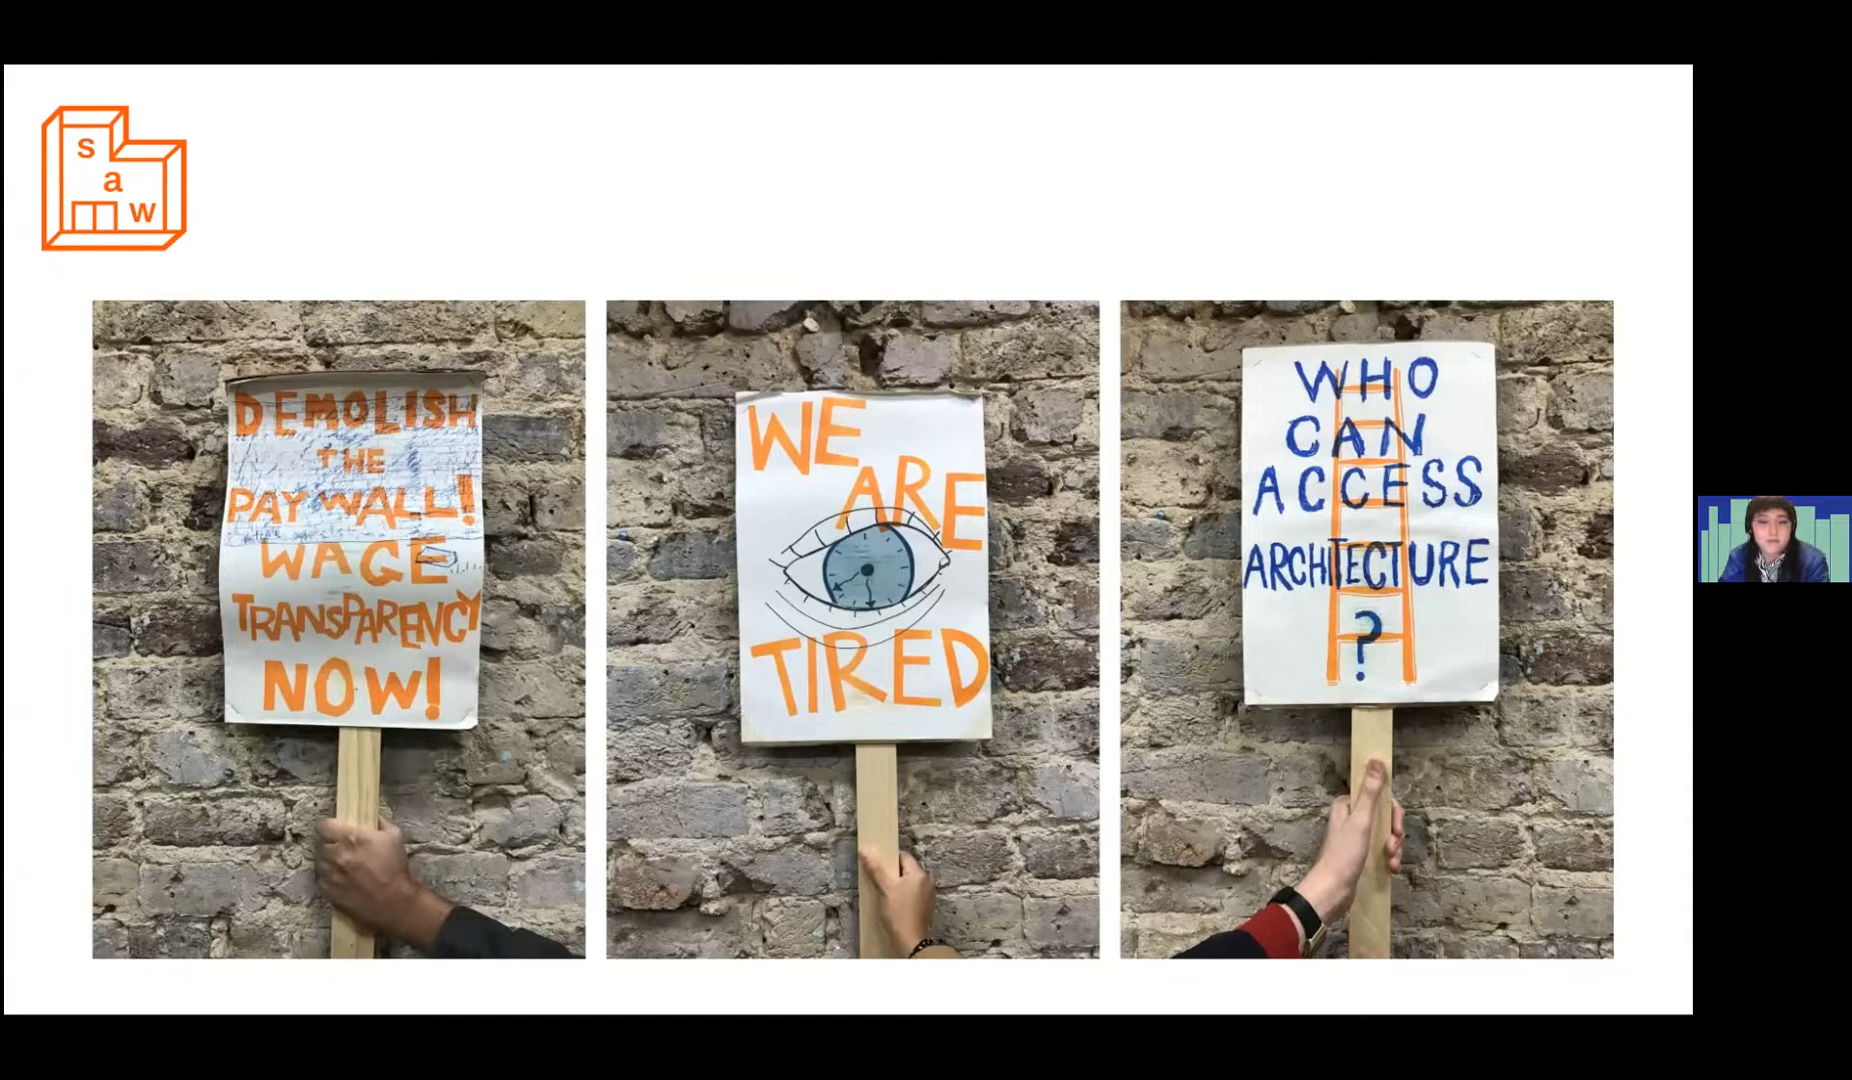 s
a
w
DEMOLISH
THE
PAY WALL!
WAGE
TRANSPARENCY
NOW!
WE
ARE
TIRED
WHO
CAN
ACCESS
ARCHITECTURE
?